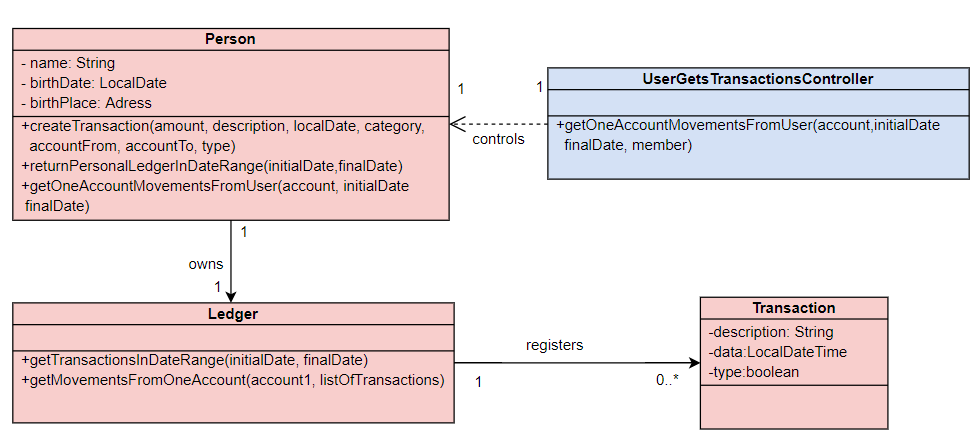 Person
- name: String
- birthDate: LocalDate
- birthPlace: Adress
+createTransaction(amount, description, localDate, category,
accountFrom, accountTo, type)
+returnPersonalLedgerInDateRange(initialDate,finalDate)
+getOneAccountMovementsFromUser(account, initialDate
finalDate)
1
1
controls
UserGetsTransactionsController
+getOneAccountMovementsFromUser(account,initialDate
finalDate, member)
1
owns
1
Ledger
+getTransactionsInDateRange(initialDate, finalDate)
+getMovementsFromOneAccount(account1, listOfTransactions)
registers
1
0..*
Transaction
-description: String
-data:LocalDateTime
-type:boolean